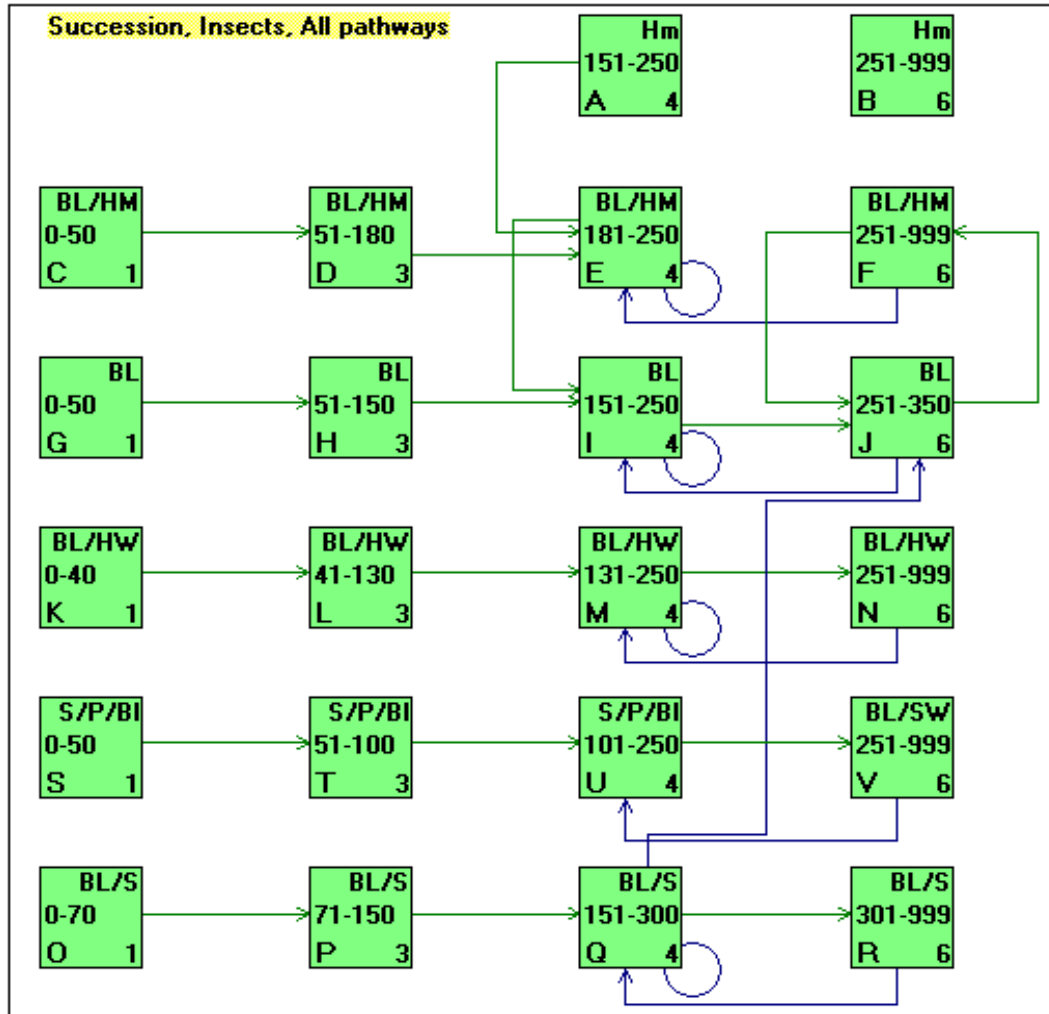 Succession, Insects, All pathways
Hm
151-250
A 4
Hm
251-999
B 6
BL/HM
0-50
C 1
BL/HM
51-180
D 3
BL/HM
181-250
E 4
BL/HM
251-999
F 6
BL
0-50
G 1
BL
51-150
H 3
BL
151-250
I 4
BL
251-350
J 6
BL/HW
0-40
K 1
BL/HW
41-130
L 3
BL/HW
131-250
M 4
BL/HW
251-999
N 6
S/P/Bl
0-50
S 1
S/P/Bl
51-100
T 3
S/P/Bl
101-250
U 4
BL/SW
251-999
V 6
BL/S
0-70
O 1
BL/S
71-150
P 3
BL/S
151-300
Q 4
BL/S
301-999
R 6